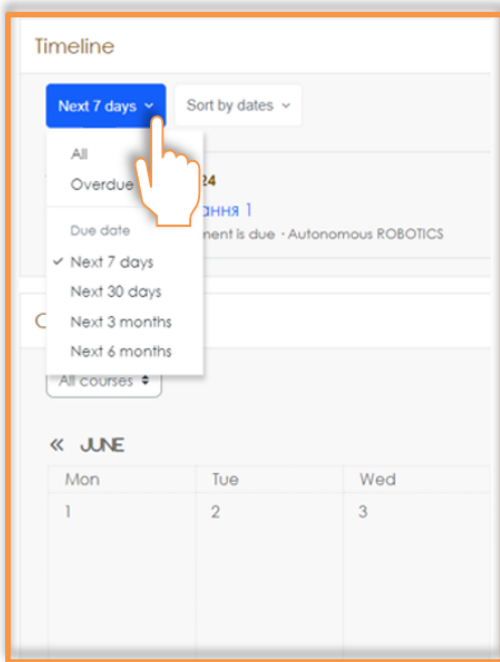 Timeline
Next 7 days Sort by dates
All
Overdue 24
ання 1
ment is due · Autonomous ROBOTICS
Due date
Next 7 days
Next 30 days
Next 3 months
Next 6 months
C
All courses
« JUNE
Mon Tue Wed
1 2 3